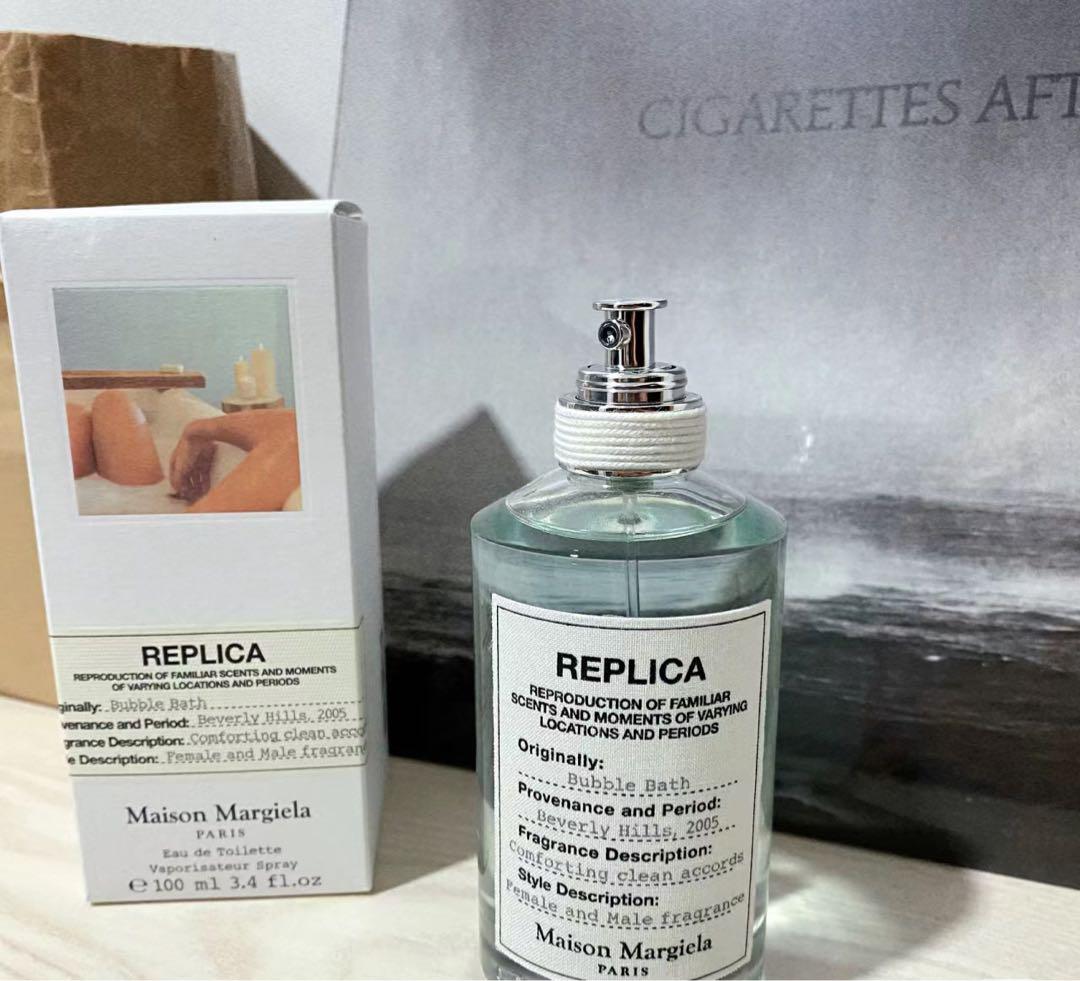 CIGARETTES AFT
REPLICA
REPRODUCTION OF FAMILIAR SCENTS AND MOMENTS
OF VARYING LOCATIONS AND PERIODS
ginally: Bubble Bath
venance and Period: Beverly Hills, 2005
grance Description: Comforting clean acco
e Description: Female and Male fragran
Maison Margiela
PARIS
Eau de Toilette
Vaporisateur Spray
℮ 100 ml 3.4 fl.oz
REPLICA
REPRODUCTION OF FAMILIAR
SCENTS AND MOMENTS OF VARYING
LOCATIONS AND PERIODS
Originally:
Bubble Bath
Provenance and Period:
Beverly Hills, 2005
Fragrance Description:
Comforting clean accords
Style Description:
Female and Male fragrance
Maison Margiela
PARIS